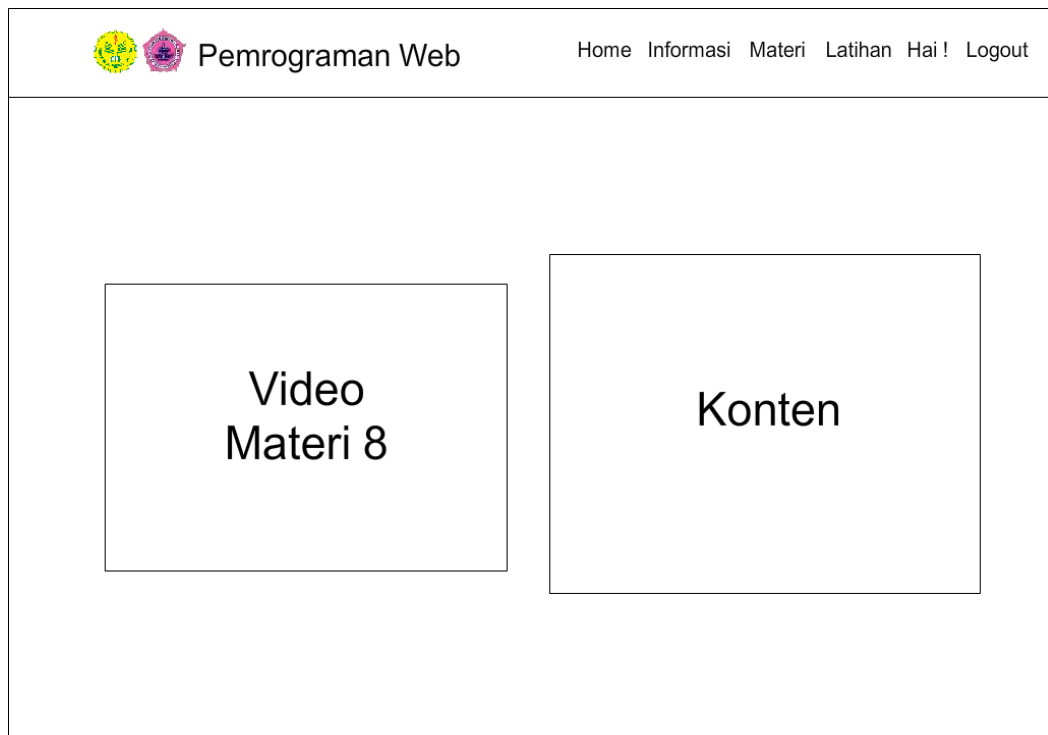 Pemrograman Web
Home Informasi Materi Latihan Hai ! Logout
Video
Materi 8
Konten